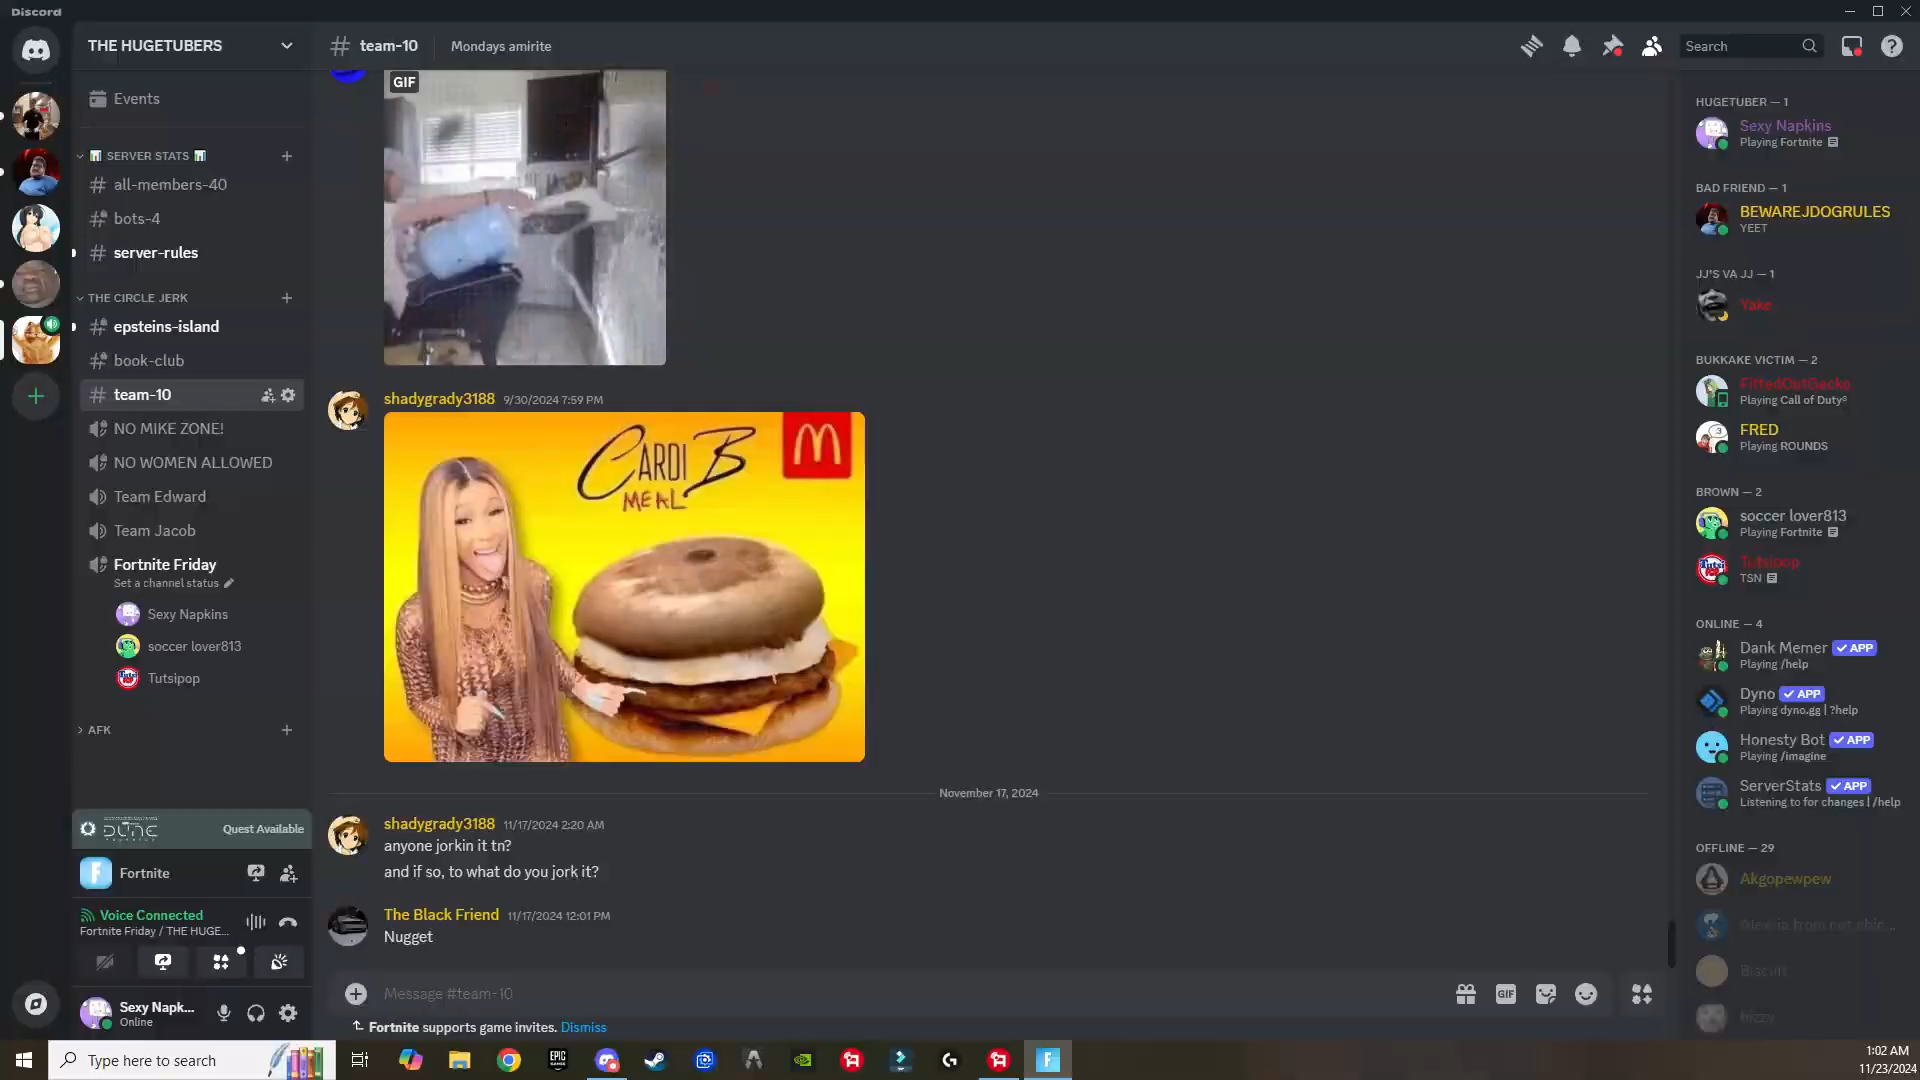 Discord
THE HUGETUBERS
Events
SERVER STATS
all-members-40
bots-4
server-rules
THE CIRCLE JERK
epsteins-island
book-club
team-10
NO MIKE ZONE!
NO WOMEN ALLOWED
Team Edward
Team Jacob
Fortnite Friday
Set a channel status
Sexy Napkins
soccer lover813
Tutsipop
AFK
DUNE
Quest Available
Fortnite
Voice Connected
Fortnite Friday / THE HUGE...
Sexy Napk...
Online
team-10
Mondays amirite
Search
GIF
shadygrady3188 9/30/2024 7:59 PM
CARDI B
MEAL
November 17, 2024
shadygrady3188 11/17/2024 2:20 AM
anyone jorkin it tn?
and if so, to what do you jork it?
The Black Friend 11/17/2024 12:01 PM
Nugget
Message #team-10
GIF
Fortnite supports game invites. Dismiss
HUGETUBER — 1
Sexy Napkins
Playing Fortnite
BAD FRIEND — 1
BEWAREJDOGRULES
YEET
JJ'S VA JJ — 1
Yake
BUKKAKE VICTIM — 2
FittedOutGecko
Playing Call of Duty®
FRED
Playing ROUNDS
BROWN — 2
soccer lover813
Playing Fortnite
Tutsipop
TSN
ONLINE — 4
Dank Memer APP
Playing /help
Dyno APP
Playing dyno.gg | ?help
Honesty Bot APP
Playing /imagine
ServerStats APP
Listening to for changes | /help
OFFLINE — 29
Akgopewpew
Biscuit
Type here to search
1:02 AM
11/23/2024